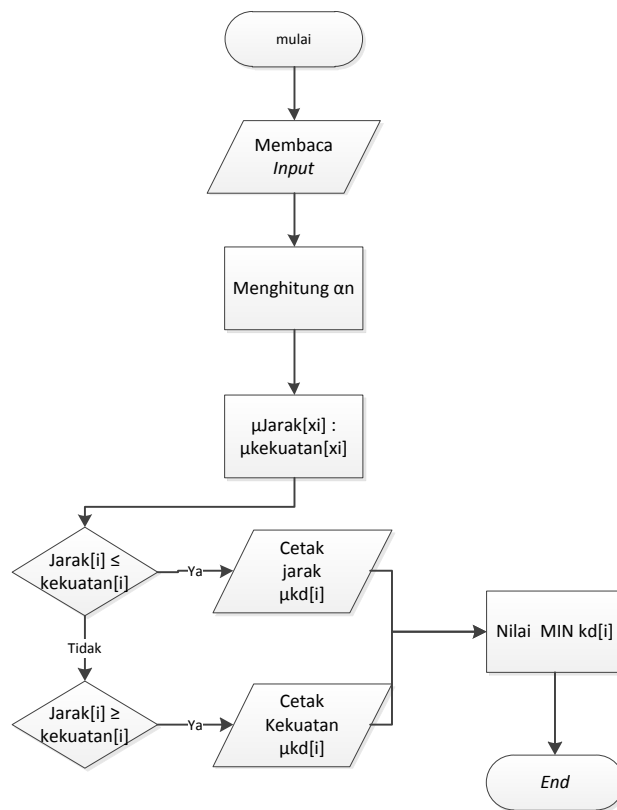 mulai
Membaca
Input
Menghitung αn
µJarak[xi] :
µkekuatan[xi]
Jarak[i] ≤
kekuatan[i]
Ya
Cetak
jarak
µkd[i]
Nilai MIN kd[i]
Tidak
Jarak[i] ≥
kekuatan[i]
Ya
Cetak
Kekuatan
µkd[i]
End